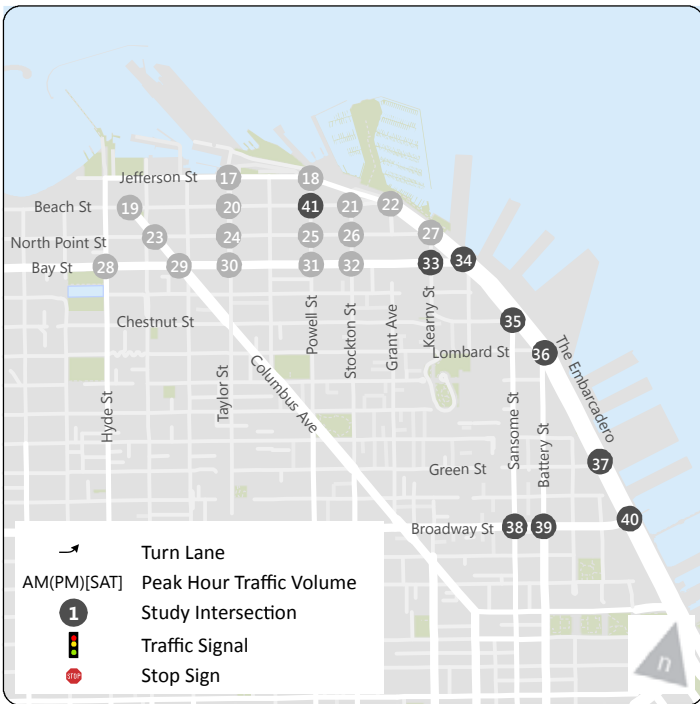 Jefferson St
17
18
Beach St
19
20
41
21
22
North Point St
23
24
25
26
27
Bay St
28
29
30
31
32
33
34
Chestnut St
Powell St
Stockton St
Grant Ave
Kearny St
35
Lombard St
36
The Embarcadero
Hyde St
Taylor St
Columbus Ave
Sansome St
Battery St
Green St
37
Broadway St
38
39
40
Turn Lane
AM(PM)[SAT] Peak Hour Traffic Volume
1 Study Intersection
Traffic Signal
STOP Stop Sign
n